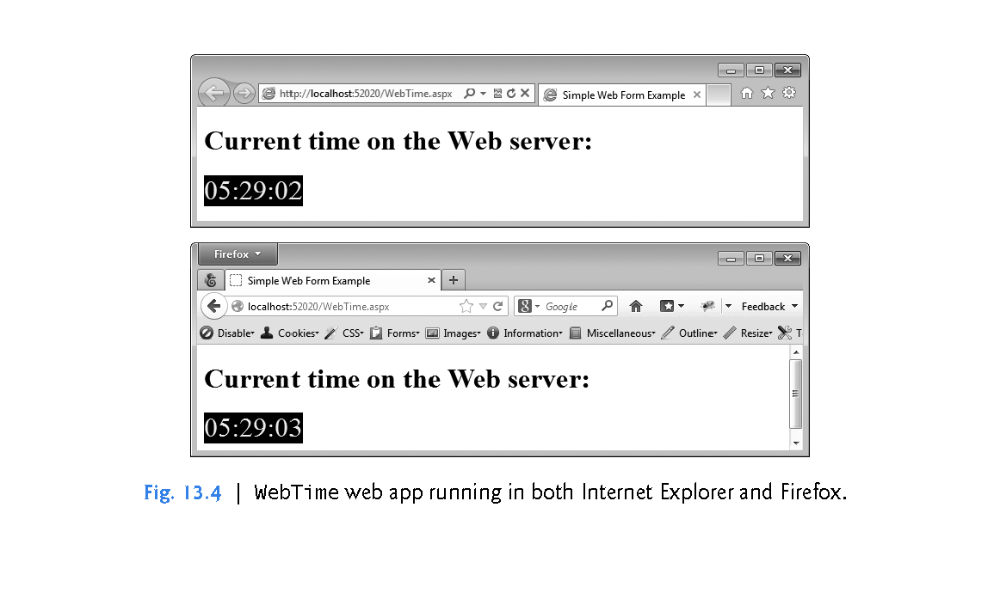 http://localhost:52020/WebTime.aspx
Simple Web Form Example
Current time on the Web server:
05:29:02
Firefox
Simple Web Form Example
localhost:52020/WebTime.aspx
8 Google
Feedback
Disable Cookies CSS Forms Images Information Miscellaneous Outline Resize T
Current time on the Web server:
05:29:03
Fig. 13.4 | WebTime web app running in both Internet Explorer and Firefox.